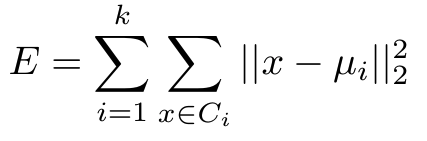 $E = \sum_{i=1}^{k} \sum_{x \in C_i} ||x - \mu_i||_2^2$